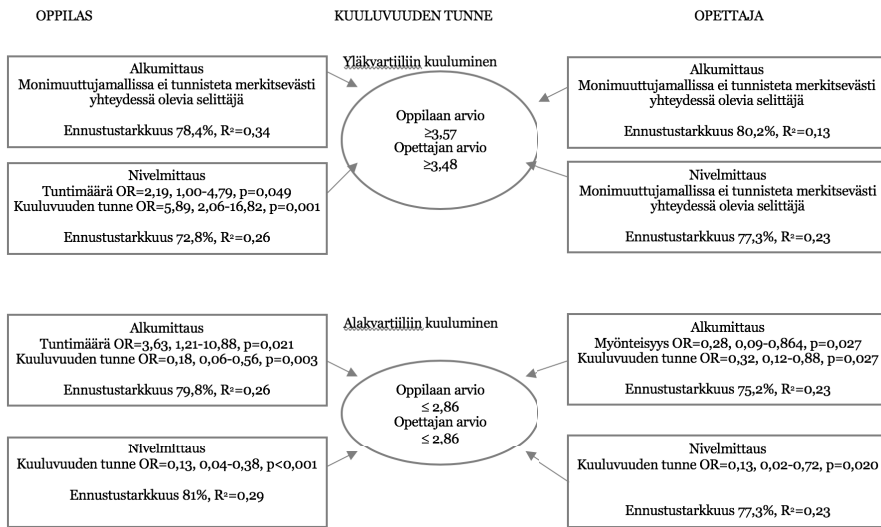 OPPILAS
KUULUVUUDEN TUNNE
OPETTAJA
Yläkvartiiliin kuuluminen
Alkumittaus
Monimuuttujamallissa ei tunnisteta merkitsevästi
yhteydessä olevia selittäjä
Ennustustarkkuus 78,4%, R²=0,34
Nivelmittaus
Tuntimäärä OR=2,19, 1,00-4,79, p=0,049
Kuuluvuuden tunne OR=5,89, 2,06-16,82, p=0,001
Ennustustarkkuus 72,8%, R²=0,26
Oppilaan arvio
≥3,57
Opettajan arvio
≥3,48
Alkumittaus
Monimuuttujamallissa ei tunnisteta merkitsevästi
yhteydessä olevia selittäjä
Ennustustarkkuus 80,2%, R²=0,13
Nivelmittaus
Monimuuttujamallissa ei tunnisteta merkitsevästi
yhteydessä olevia selittäjä
Ennustustarkkuus 77,3%, R²=0,23
Alakvartiiliin kuuluminen
Alkumittaus
Tuntimäärä OR=3,63, 1,21-10,88, p=0,021
Kuuluvuuden tunne OR=0,18, 0,06-0,56, p=0,003
Ennustustarkkuus 79,8%, R²=0,26
Nivelmittaus
Kuuluvuuden tunne OR=0,13, 0,04-0,38, p<0,001
Ennustustarkkuus 81%, R²=0,29
Oppilaan arvio
≤ 2,86
Opettajan arvio
≤ 2,86
Alkumittaus
Myönteisyys OR=0,28, 0,09-0,864, p=0,027
Kuuluvuuden tunne OR=0,32, 0,12-0,88, p=0,027
Ennustustarkkuus 75,2%, R²=0,23
Nivelmittaus
Kuuluvuuden tunne OR=0,13, 0,02-0,72, p=0,020
Ennustustarkkuus 77,3%, R²=0,23